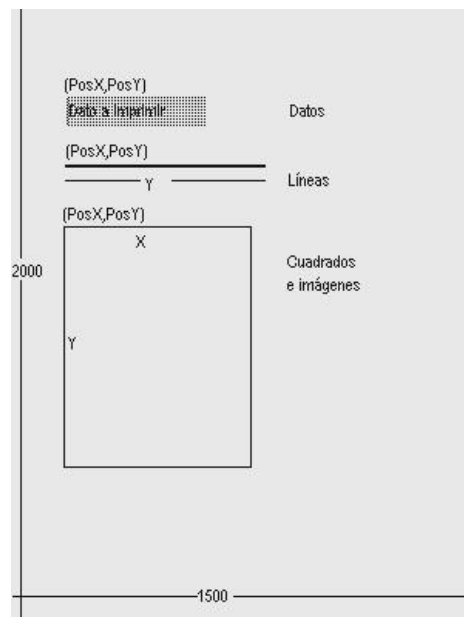 (PosX,PosY)
Dato a Imprimir
Datos
(PosX,PosY)
Y
Líneas
(PosX,PosY)
X
Cuadrados
e imágenes
2000
Y
1500